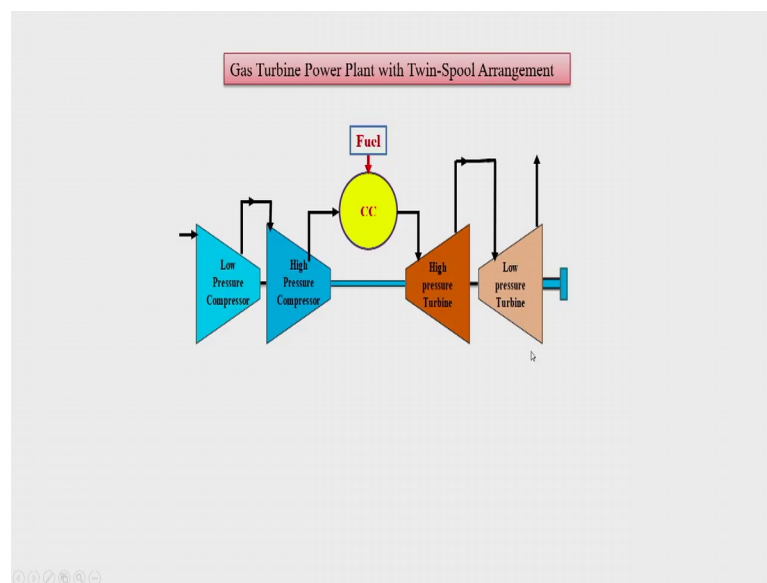 Gas Turbine Power Plant with Twin-Spool Arrangement
Fuel
CC
Low
Pressure
Compressor
High
Pressure
Compressor
High
pressure
Turbine
Low
pressure
Turbine